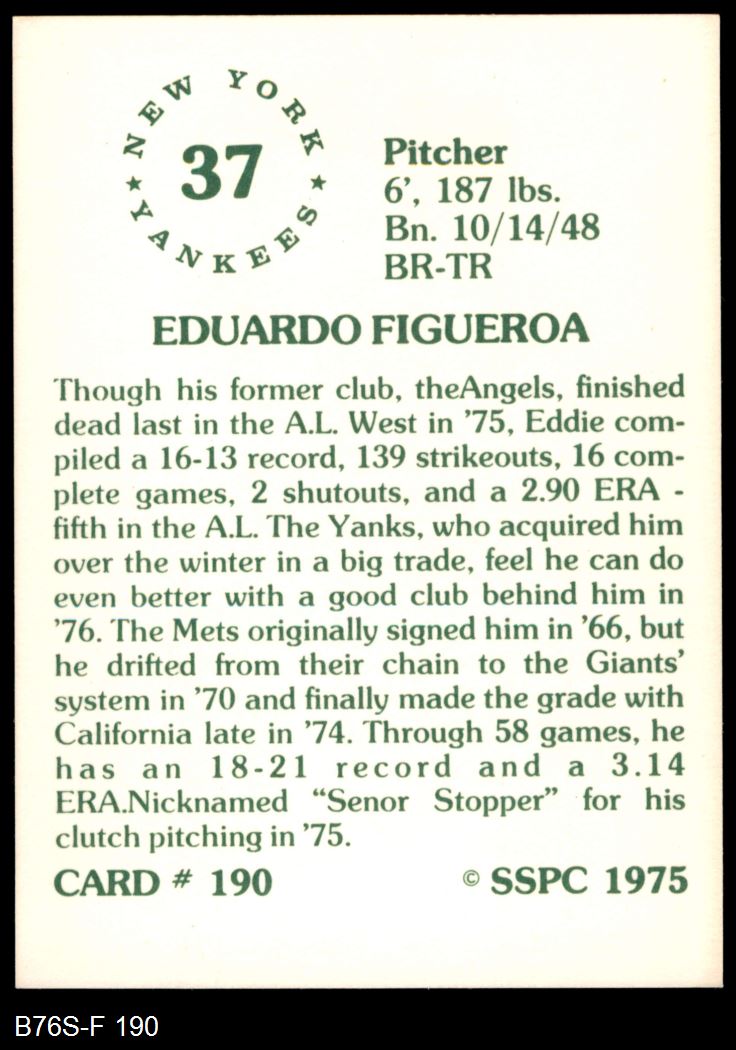 NEW YORK
37
YANKEES
Pitcher
6', 187 lbs.
Bn. 10/14/48
BR-TR
EDUARDO FIGUEROA
Though his former club, theAngels, finished
dead last in the A.L. West in '75, Eddie com-
piled a 16-13 record, 139 strikeouts, 16 com-
plete games, 2 shutouts, and a 2.90 ERA -
fifth in the A.L. The Yanks, who acquired him
over the winter in a big trade, feel he can do
even better with a good club behind him in
'76. The Mets originally signed him in '66, but
he drifted from their chain to the Giants'
system in '70 and finally made the grade with
California late in '74. Through 58 games, he
has an 18-21 record and a 3.14
ERA.Nicknamed "Senor Stopper" for his
clutch pitching in '75.
CARD # 190
© SSPC 1975
B76S-F 190